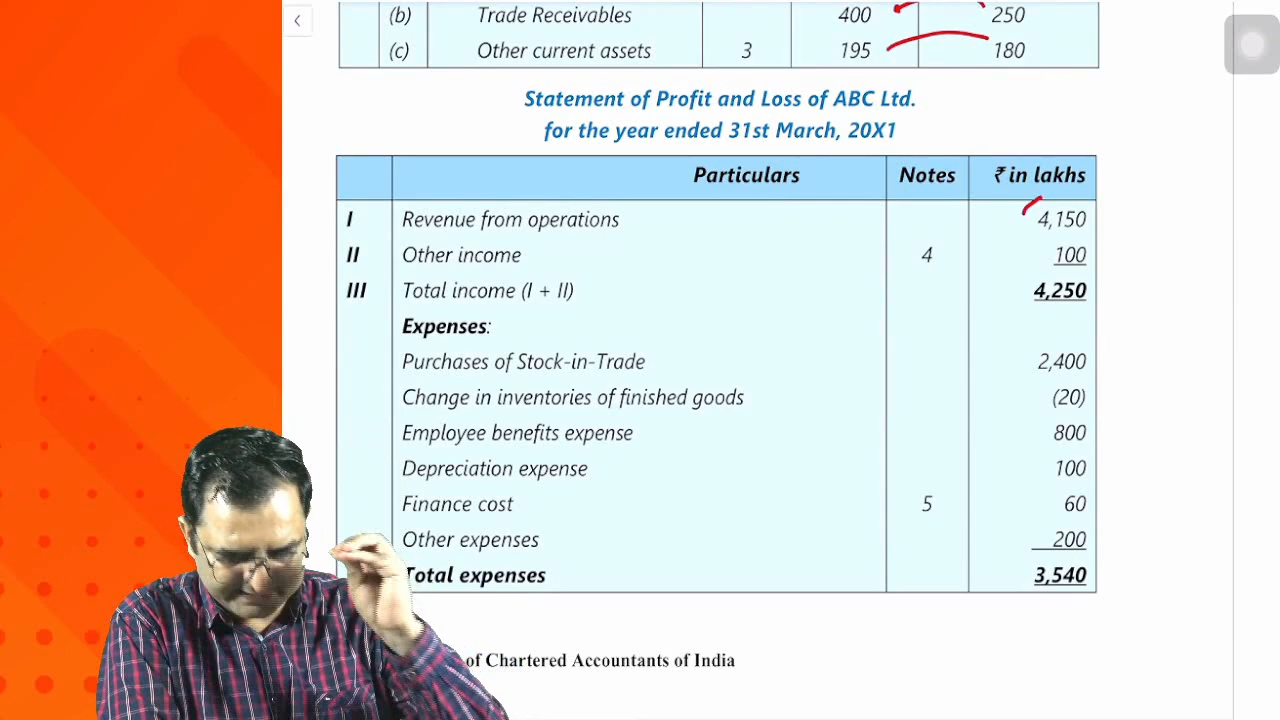 (b) Trade Receivables 400 250
(c) Other current assets 3 195 180
Statement of Profit and Loss of ABC Ltd.
for the year ended 31st March, 20X1
Particulars Notes ₹ in lakhs
I Revenue from operations 4,150
II Other income 4 100
III Total income (I + II) 4,250
Expenses:
Purchases of Stock-in-Trade 2,400
Change in inventories of finished goods (20)
Employee benefits expense 800
Depreciation expense 100
Finance cost 5 60
Other expenses 200
Total expenses 3,540
of Chartered Accountants of India